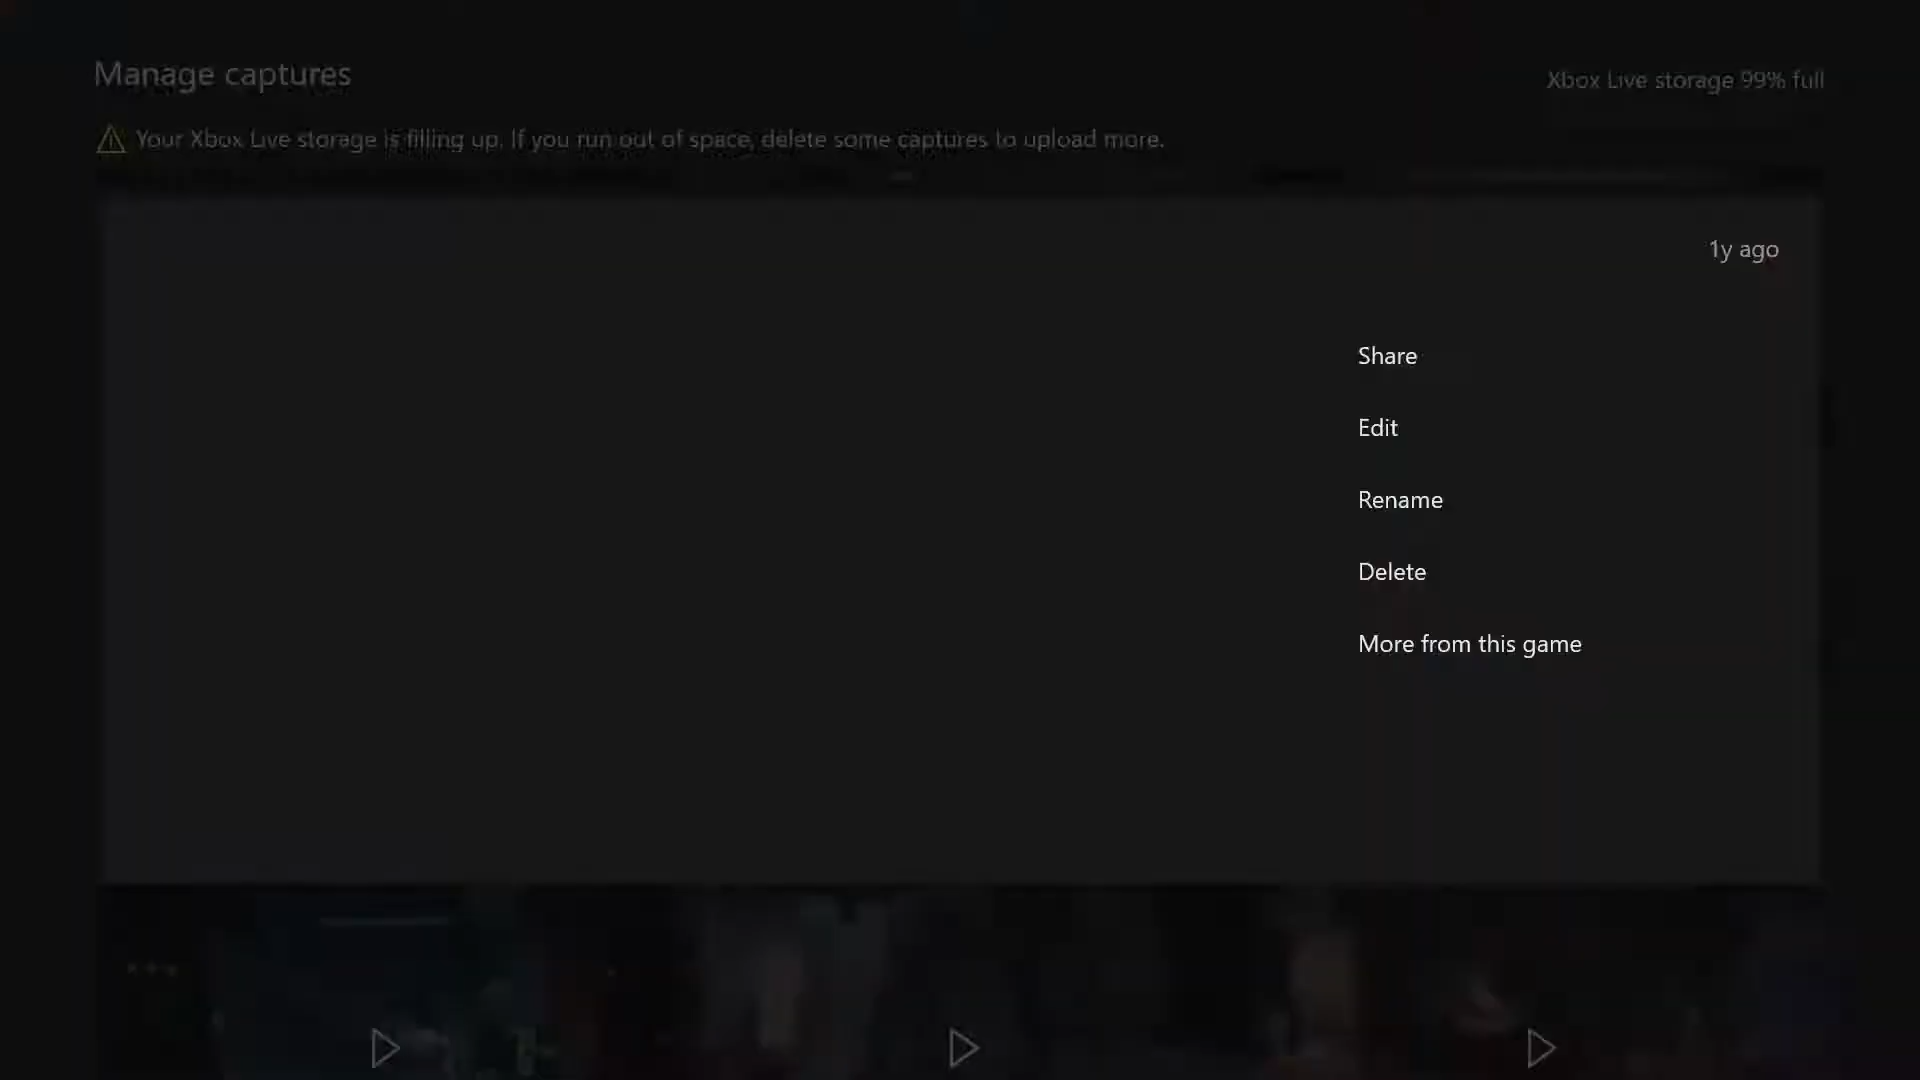 Manage captures
Xbox Live storage 99% full
Your Xbox Live storage is filling up. If you run out of space, delete some captures to upload more.
1y ago
Share
Edit
Rename
Delete
More from this game